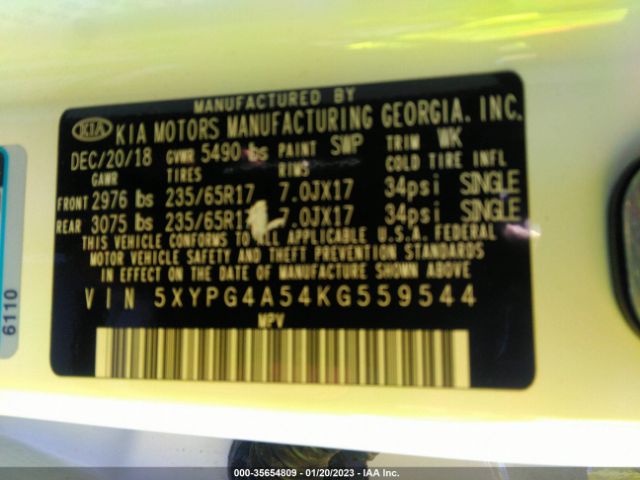 MANUFACTURED BY
KIA KIA MOTORS MANUFACTURING GEORGIA, INC.
DEC/20/18 GVWR 5490 lbs PAINT SWP TRIM WK
GAWR TIRES RIMS COLD TIRE INFL
FRONT 2976 lbs 235/65R17 7.0JX17 34psi SINGLE
REAR 3075 lbs 235/65R17 7.0JX17 34psi SINGLE
THIS VEHICLE CONFORMS TO ALL APPLICABLE U.S.A. FEDERAL
MOTOR VEHICLE SAFETY AND THEFT PREVENTION STANDARDS
IN EFFECT ON THE DATE OF MANUFACTURE SHOWN ABOVE
VIN 5XYPG4A54KG559544
MPV
6110
000-35654809 - 01/20/2023 - IAA Inc.